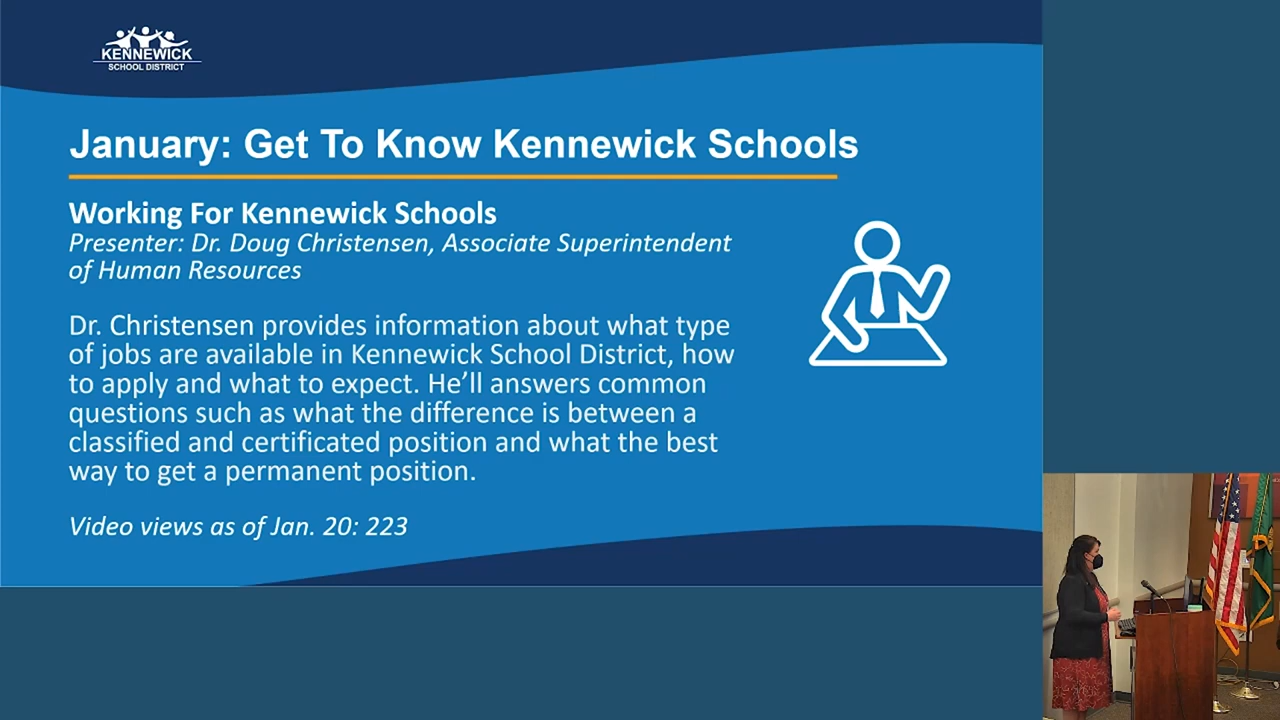 KENNEWICK
SCHOOL DISTRICT
January: Get To Know Kennewick Schools
Working For Kennewick Schools
Presenter: Dr. Doug Christensen, Associate Superintendent
of Human Resources
Dr. Christensen provides information about what type
of jobs are available in Kennewick School District, how
to apply and what to expect. He’ll answers common
questions such as what the difference is between a
classified and certificated position and what the best
way to get a permanent position.
Video views as of Jan. 20: 223